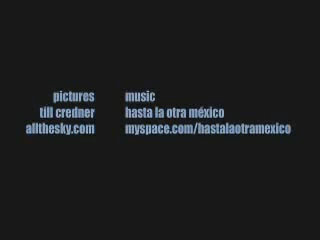 pictures
till credner
allthesky.com
music
hasta la otra méxico
myspace.com/hastalaotramexico